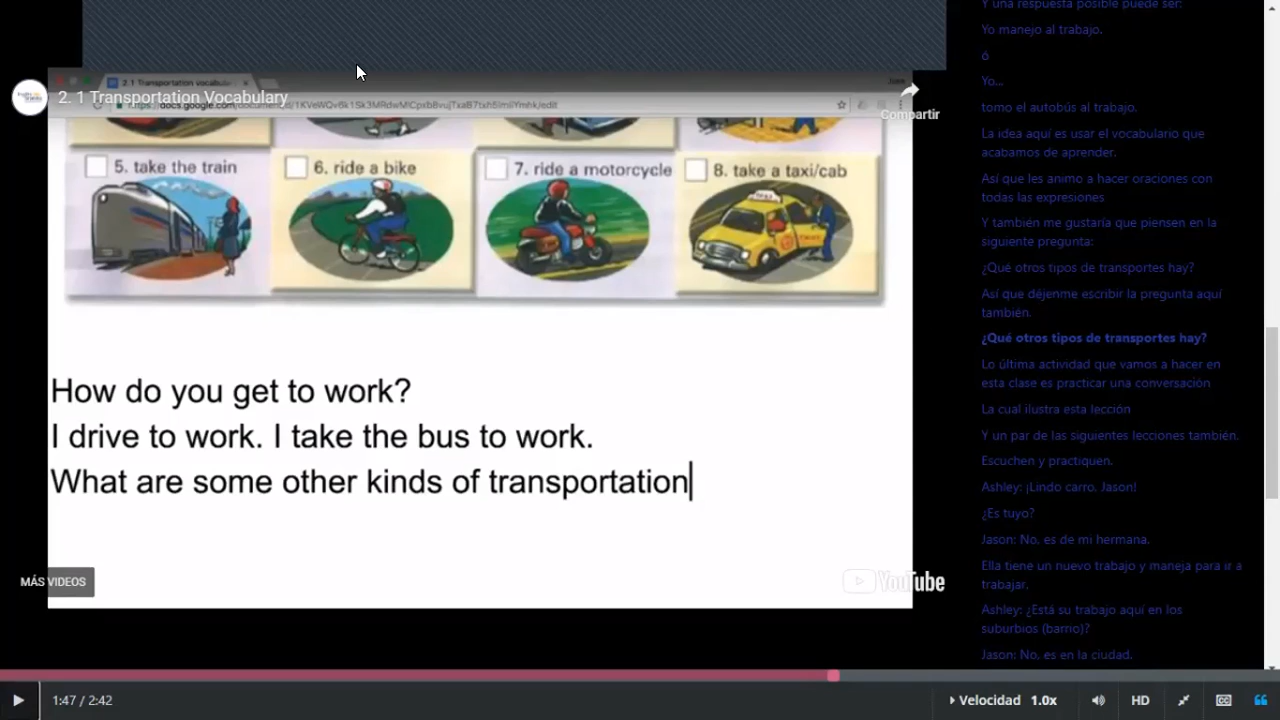 2. 1 Transportation vocabula
docs.google.com
2. 1 Transportation Vocabulary
Compartir
5. take the train
6. ride a bike
7. ride a motorcycle
8. take a taxi/cab
How do you get to work?
I drive to work. I take the bus to work.
What are some other kinds of transportation
MÁS VIDEOS
YouTube
Y una respuesta posible puede ser:
Yo manejo al trabajo.
ó
Yo...
tomo el autobús al trabajo.
La idea aquí es usar el vocabulario que
acabamos de aprender.
Así que les animo a hacer oraciones con
todas las expresiones
Y también me gustaría que piensen en la
siguiente pregunta:
¿Qué otros tipos de transportes hay?
Así que déjenme escribir la pregunta aquí
también.
¿Qué otros tipos de transportes hay?
Lo última actividad que vamos a hacer en
esta clase es practicar una conversación
La cual ilustra esta lección
Y un par de las siguientes lecciones también.
Escuchen y practiquen.
Ashley: ¡Lindo carro, Jason!
¿Es tuyo?
Jason: No, es de mi hermana.
Ella tiene un nuevo trabajo y maneja para ir a
trabajar.
Ashley: ¿Está su trabajo aquí en los
suburbios (barrio)?
Jason: No, es en la ciudad.
1:47 / 2:42
Velocidad 1.0x
HD